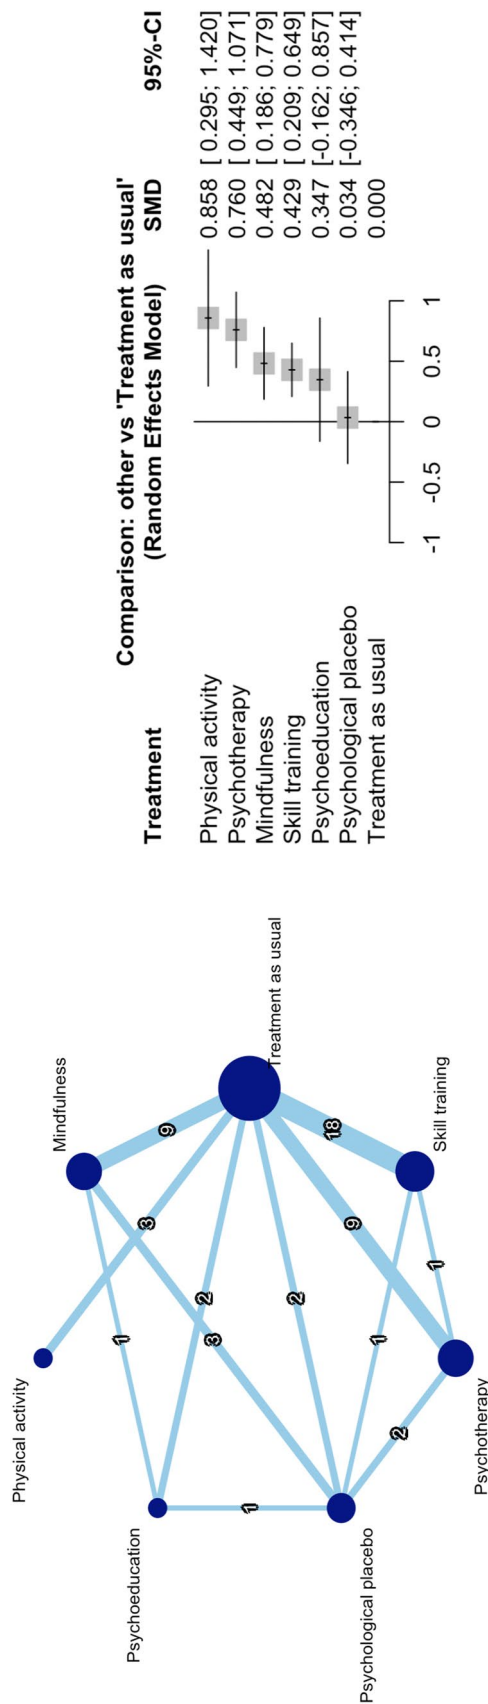 Physical activity
Mindfulness
Psychoeducation
Treatment as usual
Psychological placebo
Skill training
Psychotherapy
9
3
1
2
3
2
18
9
1
1
1
2
Comparison: other vs 'Treatment as usual'
Treatment (Random Effects Model) SMD 95%-CI
Physical activity 0.858 [ 0.295; 1.420]
Psychotherapy 0.760 [ 0.449; 1.071]
Mindfulness 0.482 [ 0.186; 0.779]
Skill training 0.429 [ 0.209; 0.649]
Psychoeducation 0.347 [-0.162; 0.857]
Psychological placebo 0.034 [-0.346; 0.414]
Treatment as usual 0.000
-1 -0.5 0 0.5 1